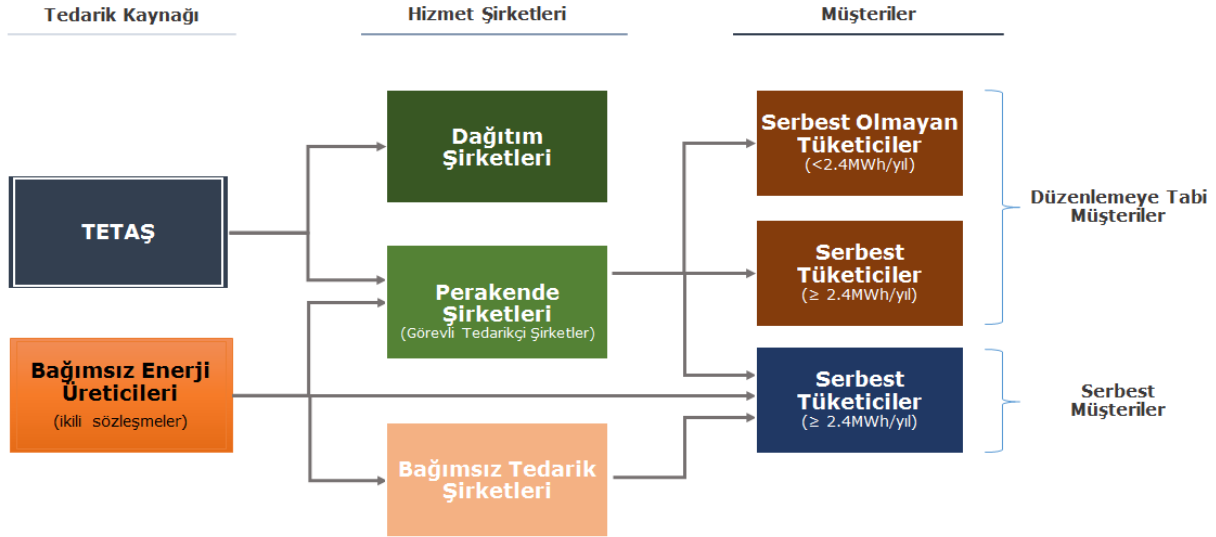 Tedarik Kaynağı
Hizmet Şirketleri
Müşteriler
TETAŞ
Bağımsız Enerji
Üreticileri
(ikili sözleşmeler)
Dağıtım
Şirketleri
Perakende
Şirketleri
(Görevli Tedarikçi Şirketler)
Bağımsız Tedarik
Şirketleri
Serbest Olmayan
Tüketiciler
(<2.4MWh/yıl)
Serbest
Tüketiciler
(≥ 2.4MWh/yıl)
Serbest
Tüketiciler
(≥ 2.4MWh/yıl)
Düzenlemeye Tabi
Müşteriler
Serbest
Müşteriler